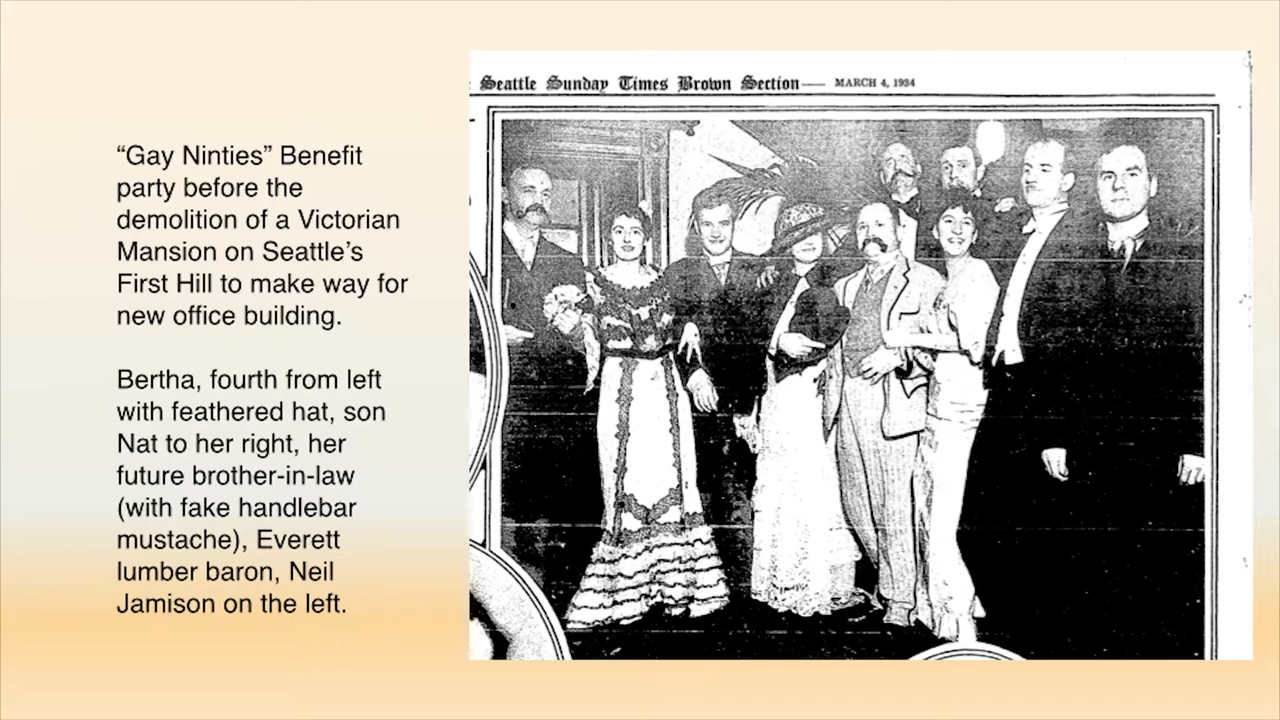 Seattle Sunday Times Brown Section— MARCH 4, 1934
“Gay Ninties” Benefit
party before the
demolition of a Victorian
Mansion on Seattle’s
First Hill to make way for
new office building.
Bertha, fourth from left
with feathered hat, son
Nat to her right, her
future brother-in-law
(with fake handlebar
mustache), Everett
lumber baron, Neil
Jamison on the left.